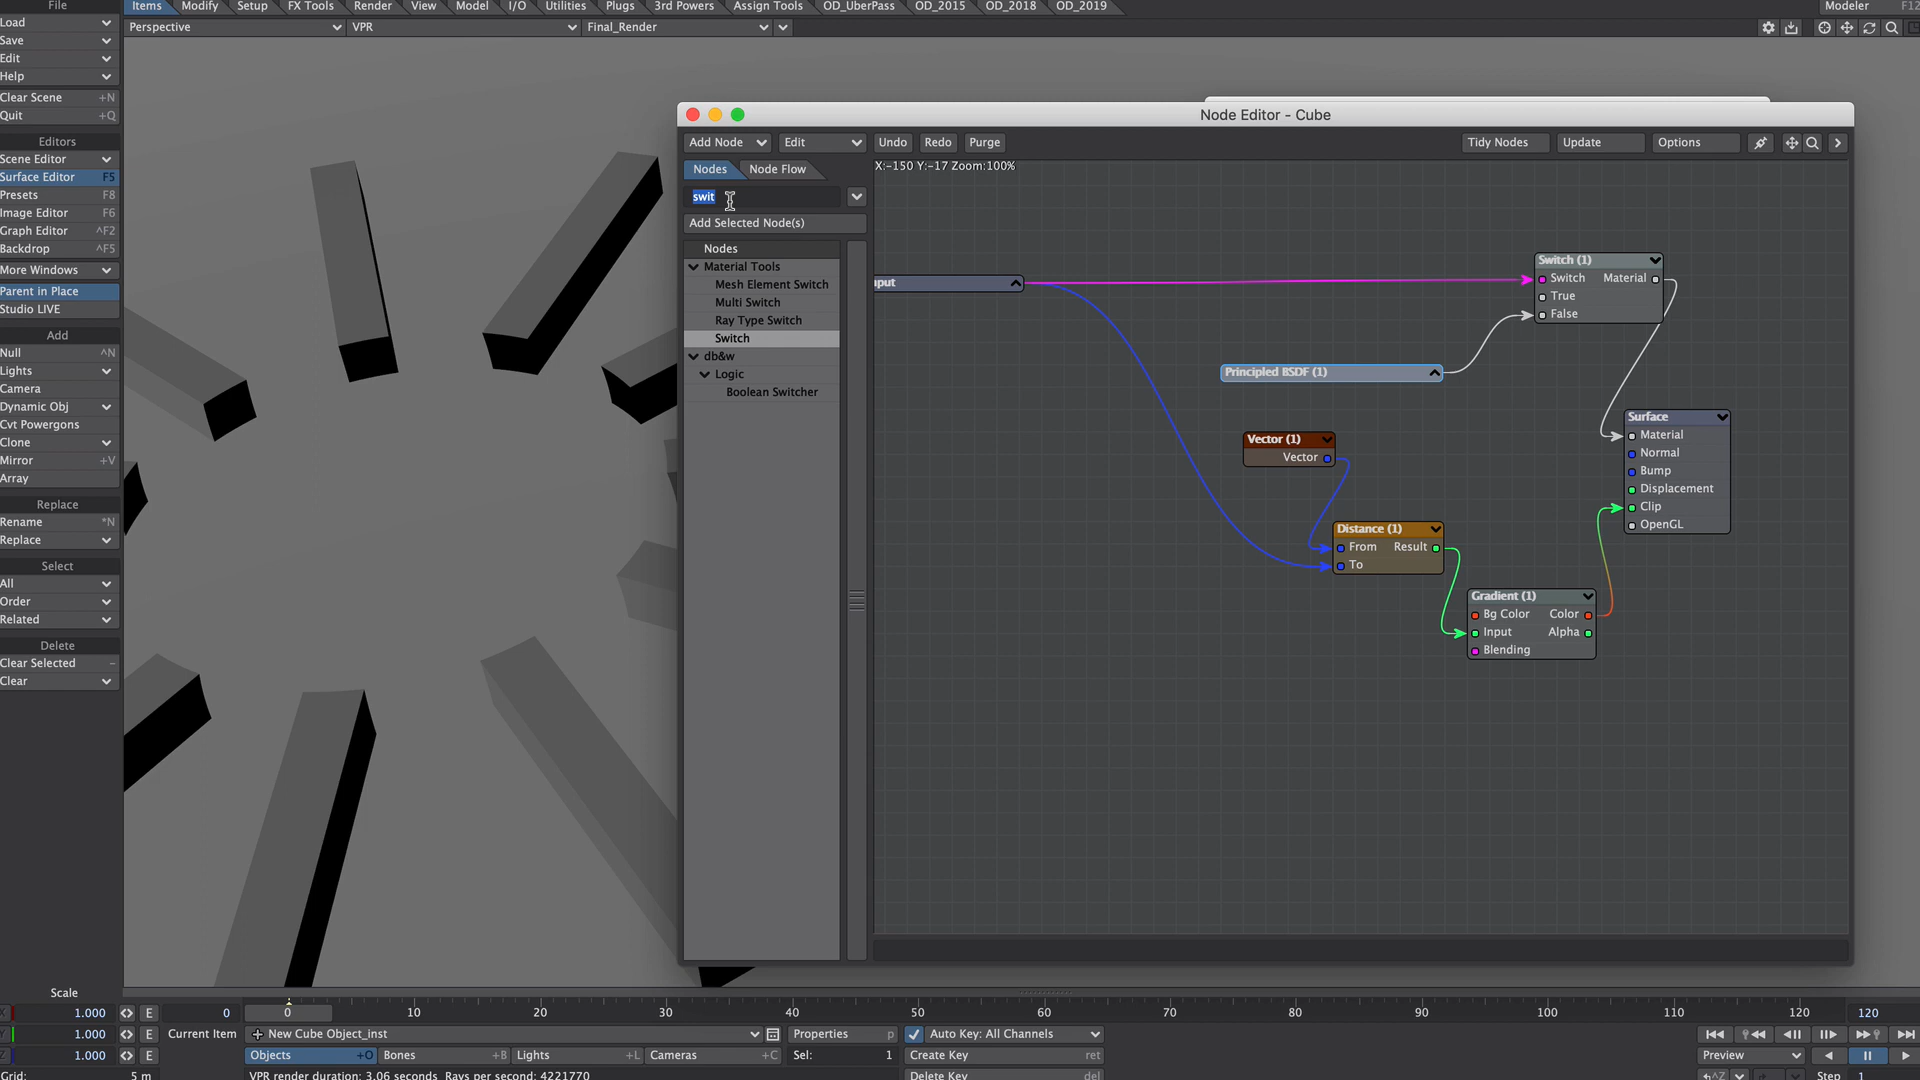 File
Items Modify Setup FX Tools Render View Model I/O Utilities Plugs 3rd Powers Assign Tools OD_UberPass OD_2015 OD_2018 OD_2019 Modeler F12
Load
Perspective VPR Final_Render
Save
Edit
Help
Clear Scene +N
Quit +Q
Editors
Scene Editor
Surface Editor F5
Presets F8
Image Editor F6
Graph Editor ^F2
Backdrop ^F5
More Windows
Parent in Place
Studio LIVE
Add
Null ^N
Lights
Camera
Dynamic Obj
Cvt Powergons
Clone
Mirror +V
Array
Replace
Rename *N
Replace
Select
All
Order
Related
Delete
Clear Selected −
Clear
Node Editor - Cube
Add Node Edit Undo Redo Purge Tidy Nodes Update Options
Nodes Node Flow
X:-150 Y:-17 Zoom:100%
swit
Add Selected Node(s)
Nodes
Material Tools
Mesh Element Switch
Multi Switch
Ray Type Switch
Switch
db&w
Logic
Boolean Switcher
Switch (1)
Switch Material
True
False
Principled BSDF (1)
Vector (1)
Vector
Surface
Material
Normal
Bump
Displacement
Clip
OpenGL
Distance (1)
From Result
To
Gradient (1)
Bg Color Color
Input Alpha
Blending
Scale
X 1.000 E 0 0 10 20 30 40 50 60 70 80 90 100 110 120 120
1.000 E Current Item New Cube Object_inst Properties p Auto Key: All Channels
Z 1.000 E Objects +O Bones +B Lights +L Cameras +C Sel: 1 Create Key ret Preview
Grid: 5 m VPR render duration: 3.06 seconds Rays per second: 4221770 Delete Key del ^Z Step 1